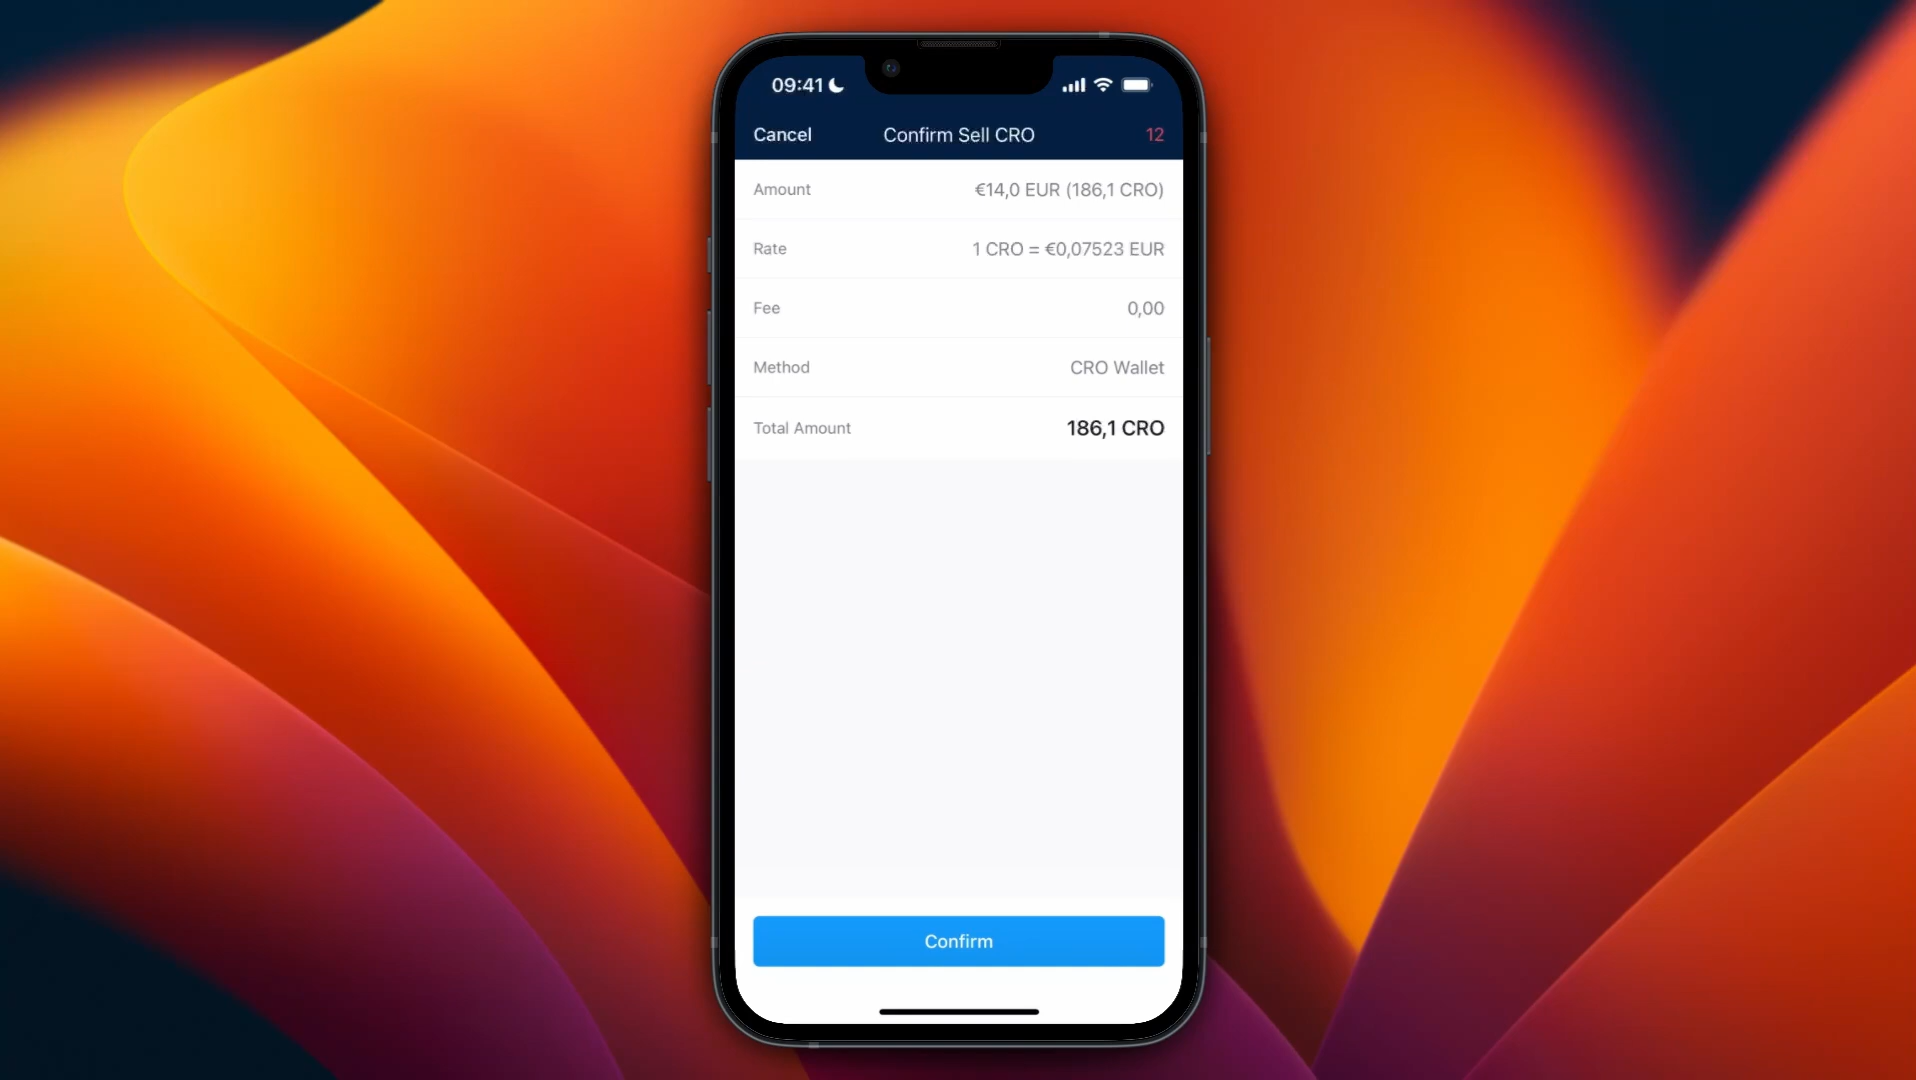 09:41
Cancel Confirm Sell CRO 12
Amount €14,0 EUR (186,1 CRO)
Rate 1 CRO = €0,07523 EUR
Fee 0,00
Method CRO Wallet
Total Amount 186,1 CRO
Confirm